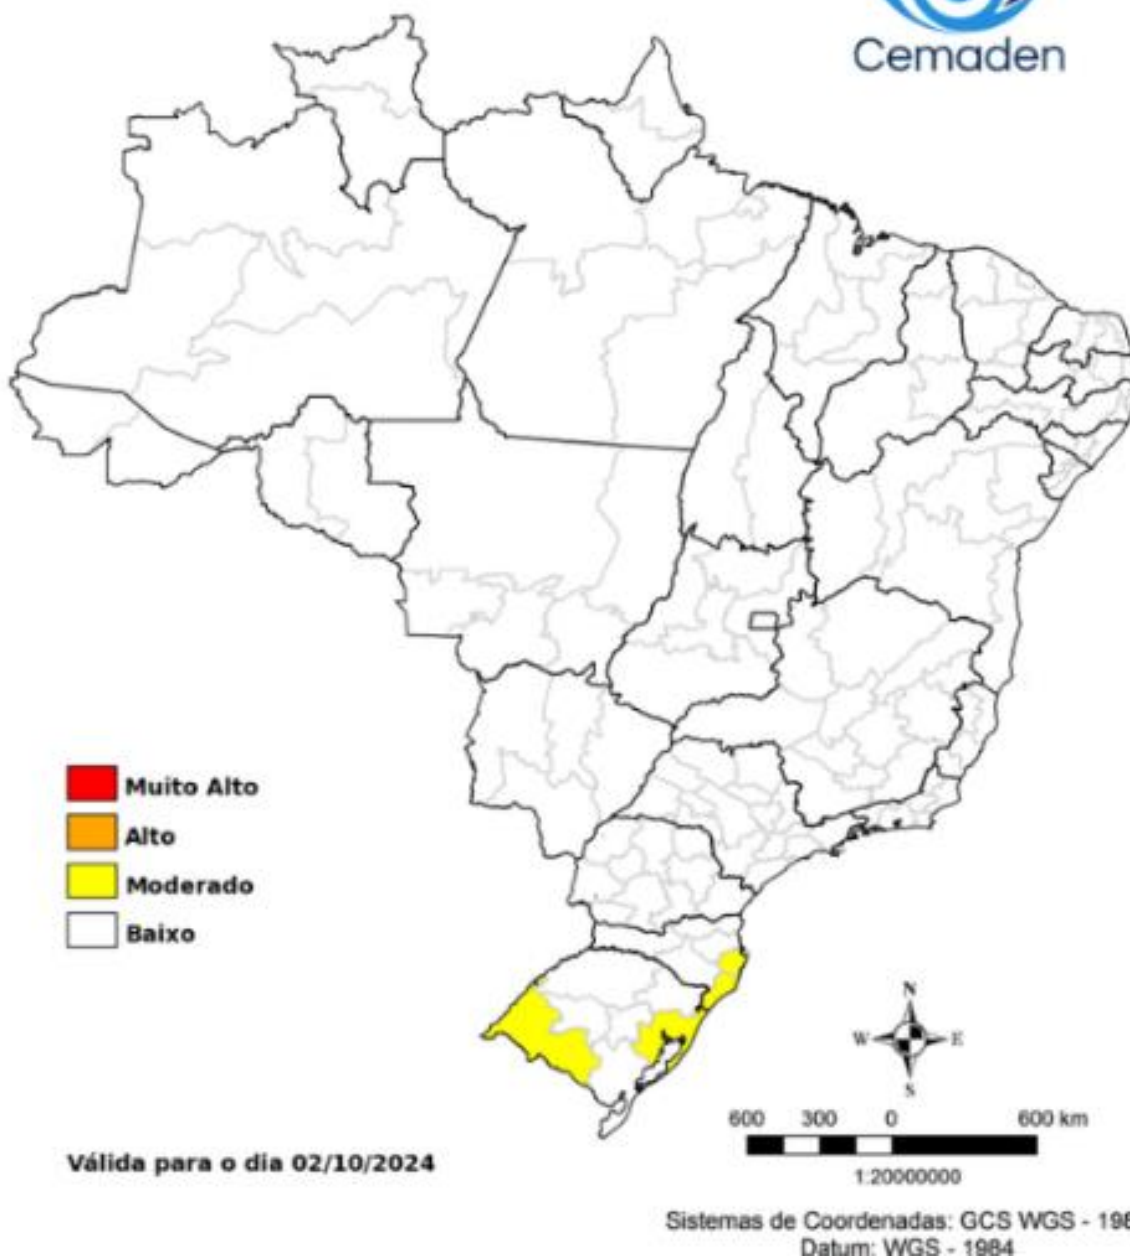 Cemaden
Muito Alto
Alto
Moderado
Baixo
N
W E
S
600 300 0 600 km
1:20000000
Válida para o dia 02/10/2024
Sistemas de Coordenadas: GCS WGS - 198
Datum: WGS - 1984